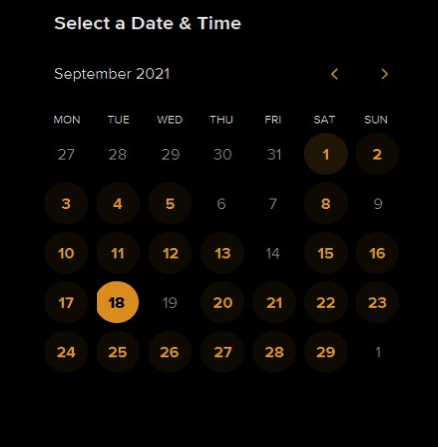 Select a Date & Time
September 2021
MON TUE WED THU FRI SAT SUN
27 28 29 30 31 1 2
3 4 5 6 7 8 9
10 11 12 13 14 15 16
17 18 19 20 21 22 23
24 25 26 27 28 29 1